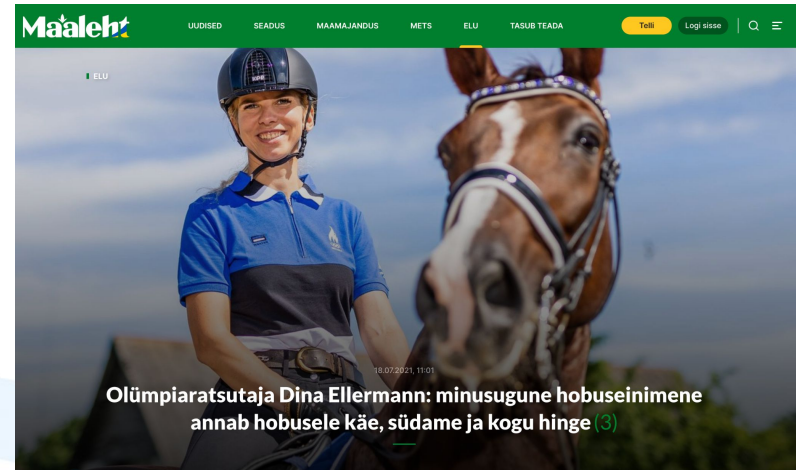 Maaleht
UUDISED SEADUS MAAMAJANDUS METS ELU TASUB TEADA Telli Logi sisse
ELU
18.07.2021, 11:01
Olümpiaratsutaja Dina Ellermann: minusugune hobuseinimene
annab hobusele käe, südame ja kogu hinge (3)